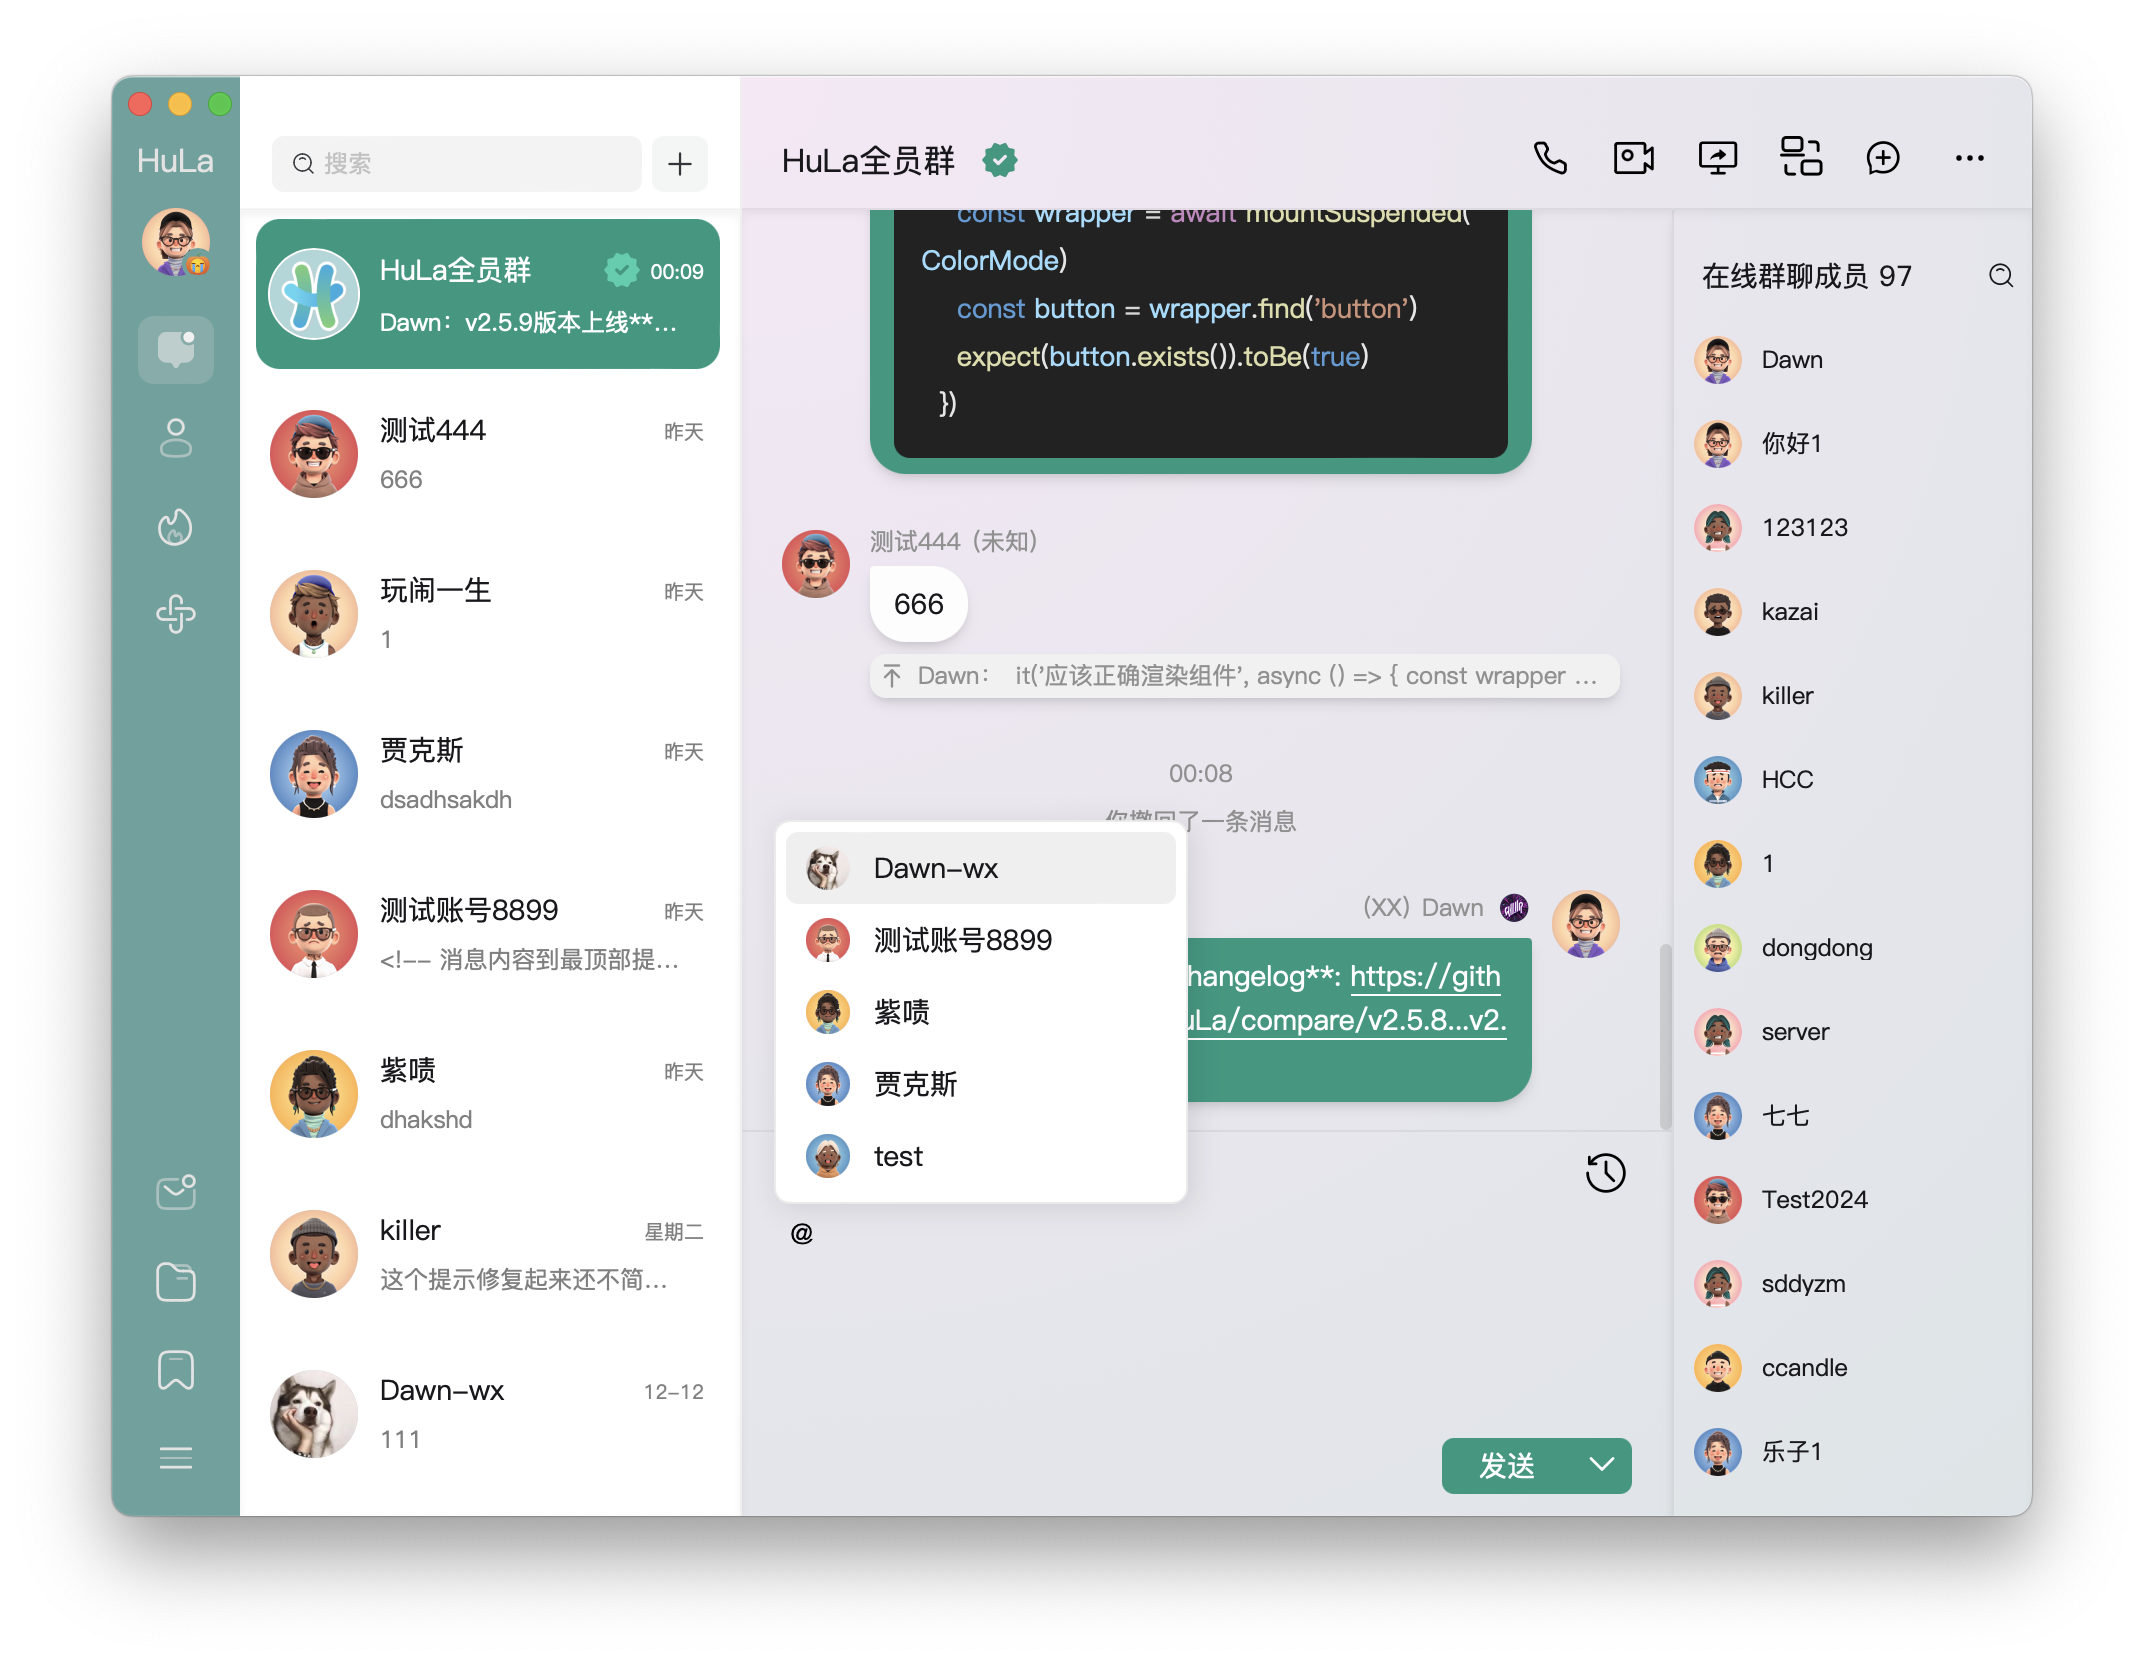 HuLa
搜索
HuLa全员群
00:09
Dawn：v2.5.9版本上线**...
测试444
昨天
666
玩闹一生
昨天
1
贾克斯
昨天
dsadhsakdh
测试账号8899
昨天
<!-- 消息内容到最顶部提...
紫啧
昨天
dhakshd
killer
星期二
这个提示修复起来还不简...
Dawn-wx
12-12
111
HuLa全员群
const wrapper = await mountSuspended(
ColorMode)
const button = wrapper.find('button')
expect(button.exists()).toBe(true)
})
测试444（未知）
666
Dawn： it('应该正确渲染组件', async () => { const wrapper ...
00:08
你撤回了一条消息
（XX） Dawn
hangelog**: https://gith
uLa/compare/v2.5.8...v2.
Dawn-wx
测试账号8899
紫啧
贾克斯
test
@
发送
在线群聊成员 97
Dawn
你好1
123123
kazai
killer
HCC
1
dongdong
server
七七
Test2024
sddyzm
ccandle
乐子1